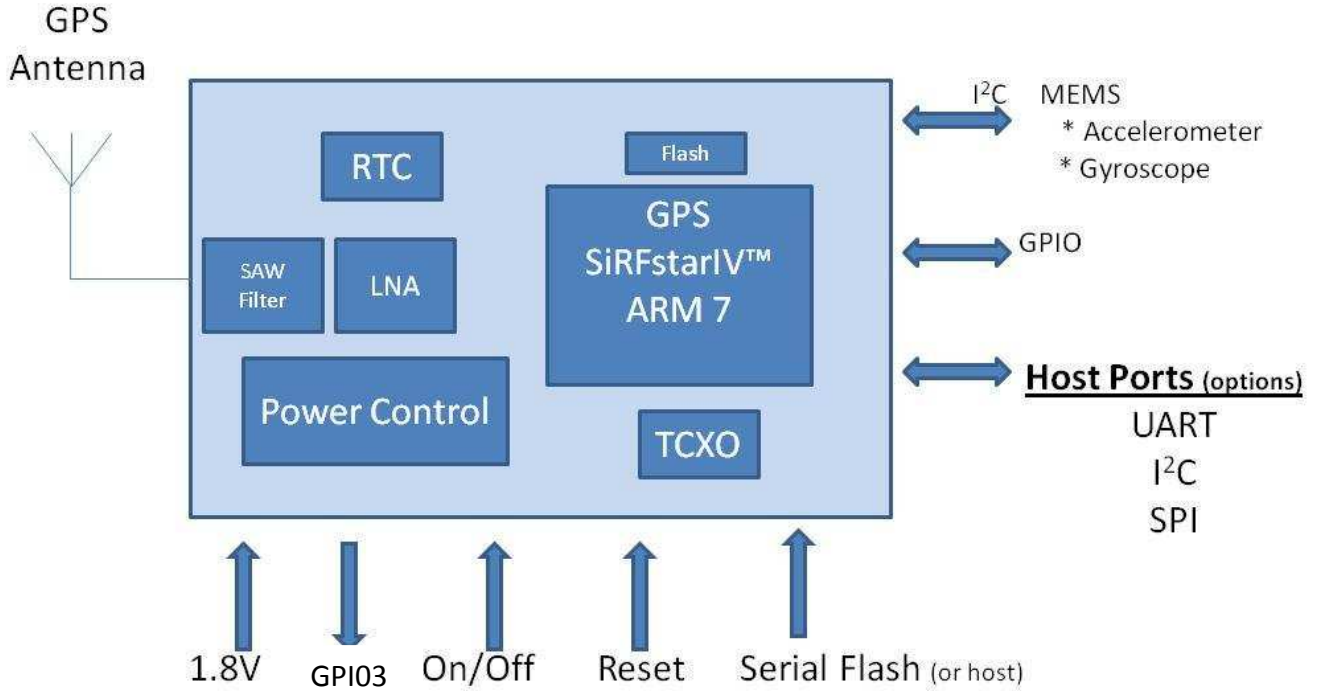 GPS
Antenna
I²C MEMS
* Accelerometer
* Gyroscope
RTC
Flash
GPS
SiRFstarIV™
ARM 7
SAW
Filter
LNA
GPIO
Power Control
TCXO
Host Ports (options)
UART
I²C
SPI
1.8V
GPI03
On/Off
Reset
Serial Flash (or host)